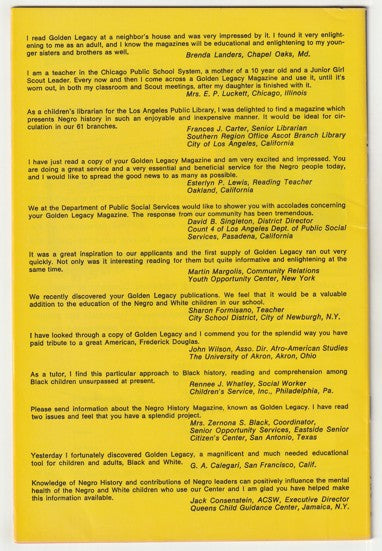 I read Golden Legacy at a neighbor's house and was very impressed by it. I found it very enlight-
ening to me as an adult, and I know the magazines will be educational and enlightening to my youn-
ger sisters and brothers as well.
Brenda Landers, Chapel Oaks, Md.
I am a teacher in the Chicago Public School System, a mother of a 10 year old and a Junior Girl
Scout Leader. Every now and then I come across a Golden Legacy Magazine and use it, until it's
worn out, in both my classroom and Scout meetings, after my daughter is finished with it.
Mrs. E. P. Luckett, Chicago, Illinois
As a children's librarian for the Los Angeles Public Library, I was delighted to find a magazine which
presents Negro history in such an enjoyable and inexpensive manner. It would be ideal for cir-
culation in our 61 branches.
Frances J. Carter, Senior Librarian
Southern Region Office Ascot Branch Library
City of Los Angeles, California
I have just read a copy of your Golden Legacy Magazine and am very excited and impressed. You
are doing a great service and a very essential and beneficial service for the Negro people today,
and I would like to spread the good news to as many as possible.
Esterlyn P. Lewis, Reading Teacher
Oakland, California
We at the Department of Public Social Services would like to shower you with accolades concerning
your Golden Legacy Magazine. The response from our community has been tremendous.
David B. Singleton, District Director
Count 4 of Los Angeles Dept. of Public Social
Services, Pasadena, California
It was a great inspiration to our applicants and the first supply of Golden Legacy ran out very
quickly. Not only was it interesting reading for them but quite informative and enlightening at the
same time.
Martin Margolis, Community Relations
Youth Opportunity Center, New York
We recently discovered your Golden Legacy publications. We feel that it would be a valuable
addition to the education of the Negro and White children in our school.
Sharon Formisano, Teacher
City School District, City of Newburgh, N.Y.
I have looked through a copy of Golden Legacy and I commend you for the splendid way you have
paid tribute to a great American, Frederick Douglas.
John Wilson, Asso. Dir. Afro-American Studies
The University of Akron, Akron, Ohio
As a tutor, I find this particular approach to Black history, reading and comprehension among
Black children unsurpassed at present.
Rennee J. Whatley, Social Worker
Children's Service, Inc., Philadelphia, Pa.
Please send information about the Negro History Magazine, known as Golden Legacy. I have read
two issues and feel that you have a splendid project.
Mrs. Zernona S. Black, Coordinator,
Senior Opportunity Services, Eastside Senior
Citizen's Center, San Antonio, Texas
Yesterday I fortunately discovered Golden Legacy, a magnificent and much needed educational
tool for children and adults, Black and White.
G. A. Calegari, San Francisco, Calif.
Knowledge of Negro History and contributions of Negro leaders can positively influence the mental
health of the Negro and White children who use our Center and I am glad you have helped make
this information available.
Jack Consenstein, ACSW, Executive Director
Queens Child Guidance Center, Jamaica, N.Y.